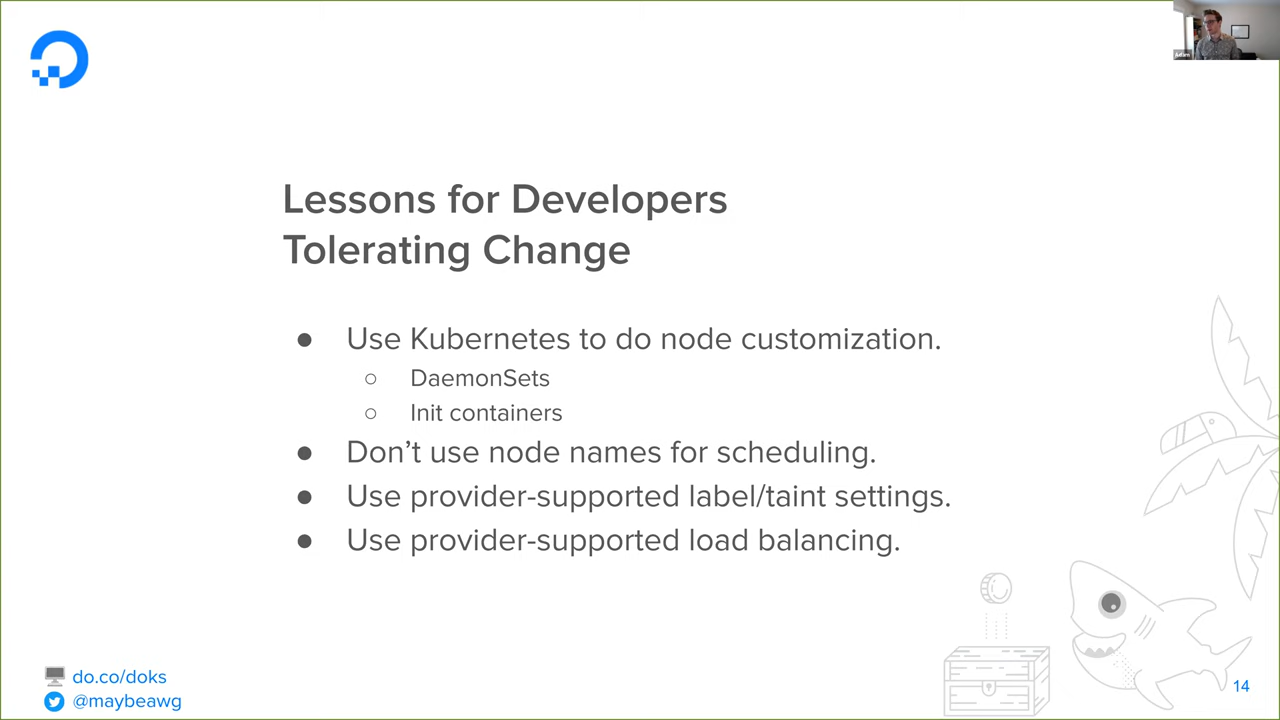 Adam
Lessons for Developers
Tolerating Change
● Use Kubernetes to do node customization.
○ DaemonSets
○ Init containers
● Don’t use node names for scheduling.
● Use provider-supported label/taint settings.
● Use provider-supported load balancing.
do.co/doks
@maybeawg
14